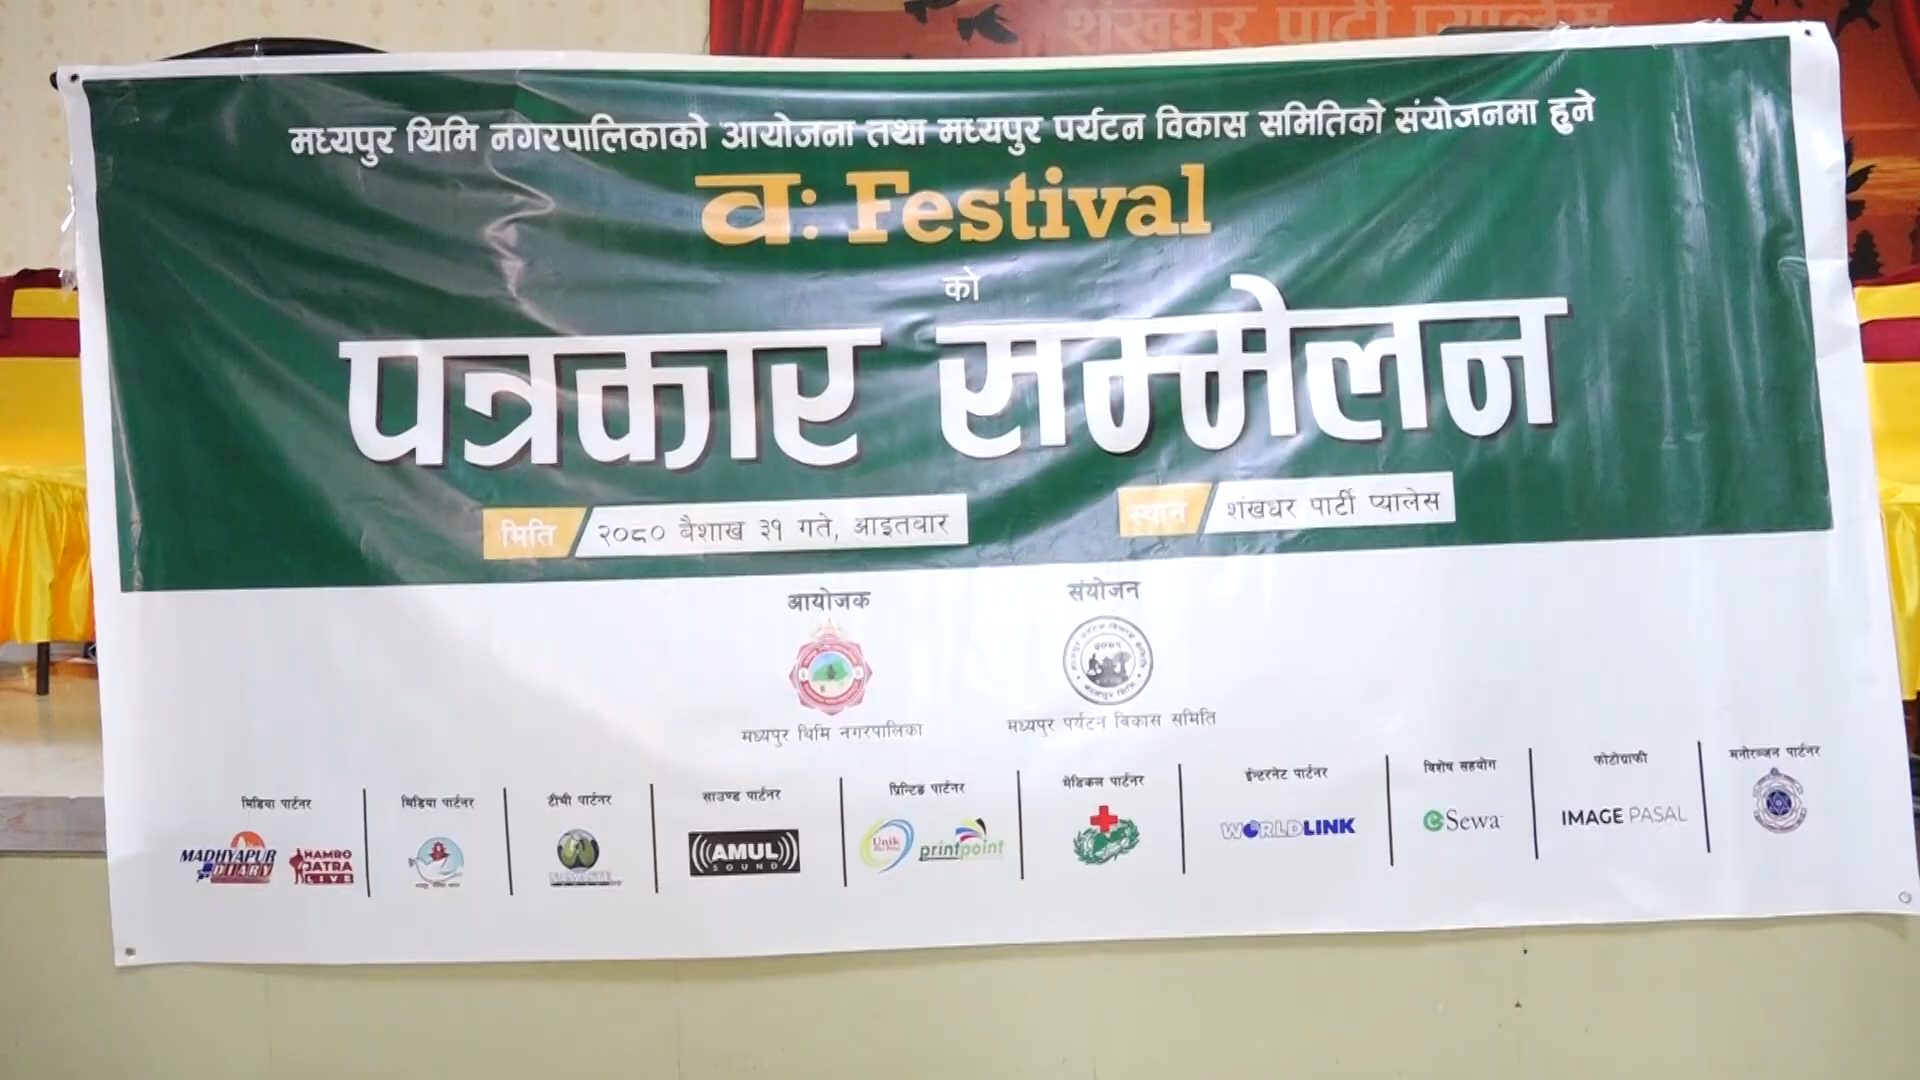 शंखधर पार्टी प्यालेस
मध्यपुर थिमि नगरपालिकाको आयोजना तथा मध्यपुर पर्यटन विकास समितिको संयोजनमा हुने
वः Festival
को
पत्रकार सम्मेलन
मिति २०८० बैशाख ३१ गते, आइतवार
स्थान शंखधर पार्टी प्यालेस
आयोजक
संयोजन
मध्यपुर थिमि नगरपालिका
मध्यपुर पर्यटन विकास समिति
मिडिया पार्टनर
MADHYAPUR DIARY
HAMRO JATRA LIVE
मिडिया पार्टनर
टीभी पार्टनर
साउण्ड पार्टनर
AMUL SOUND
प्रिन्टिङ पार्टनर
Unik
printpoint
मेडिकल पार्टनर
ईन्टरनेट पार्टनर
WORLDLINK
विशेष सहयोग
eSewa
फोटोग्राफी
IMAGE PASAL
मनोरञ्जन पार्टनर